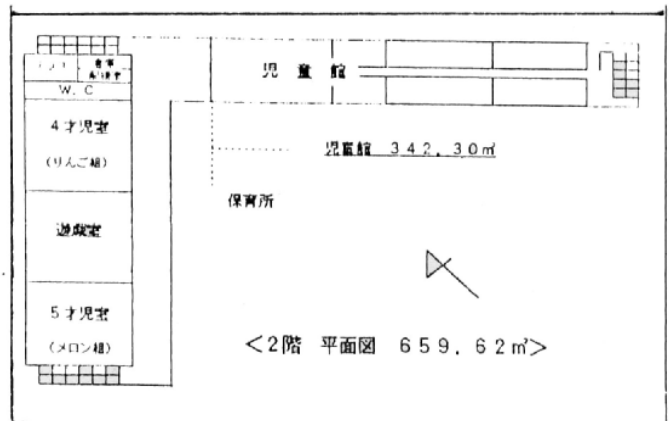 児童館
W.C
4才児室
(りんご組)
児童館 342.30㎡
保育所
遊戯室
5才児室
(メロン組)
<2階 平面図 659.62㎡>